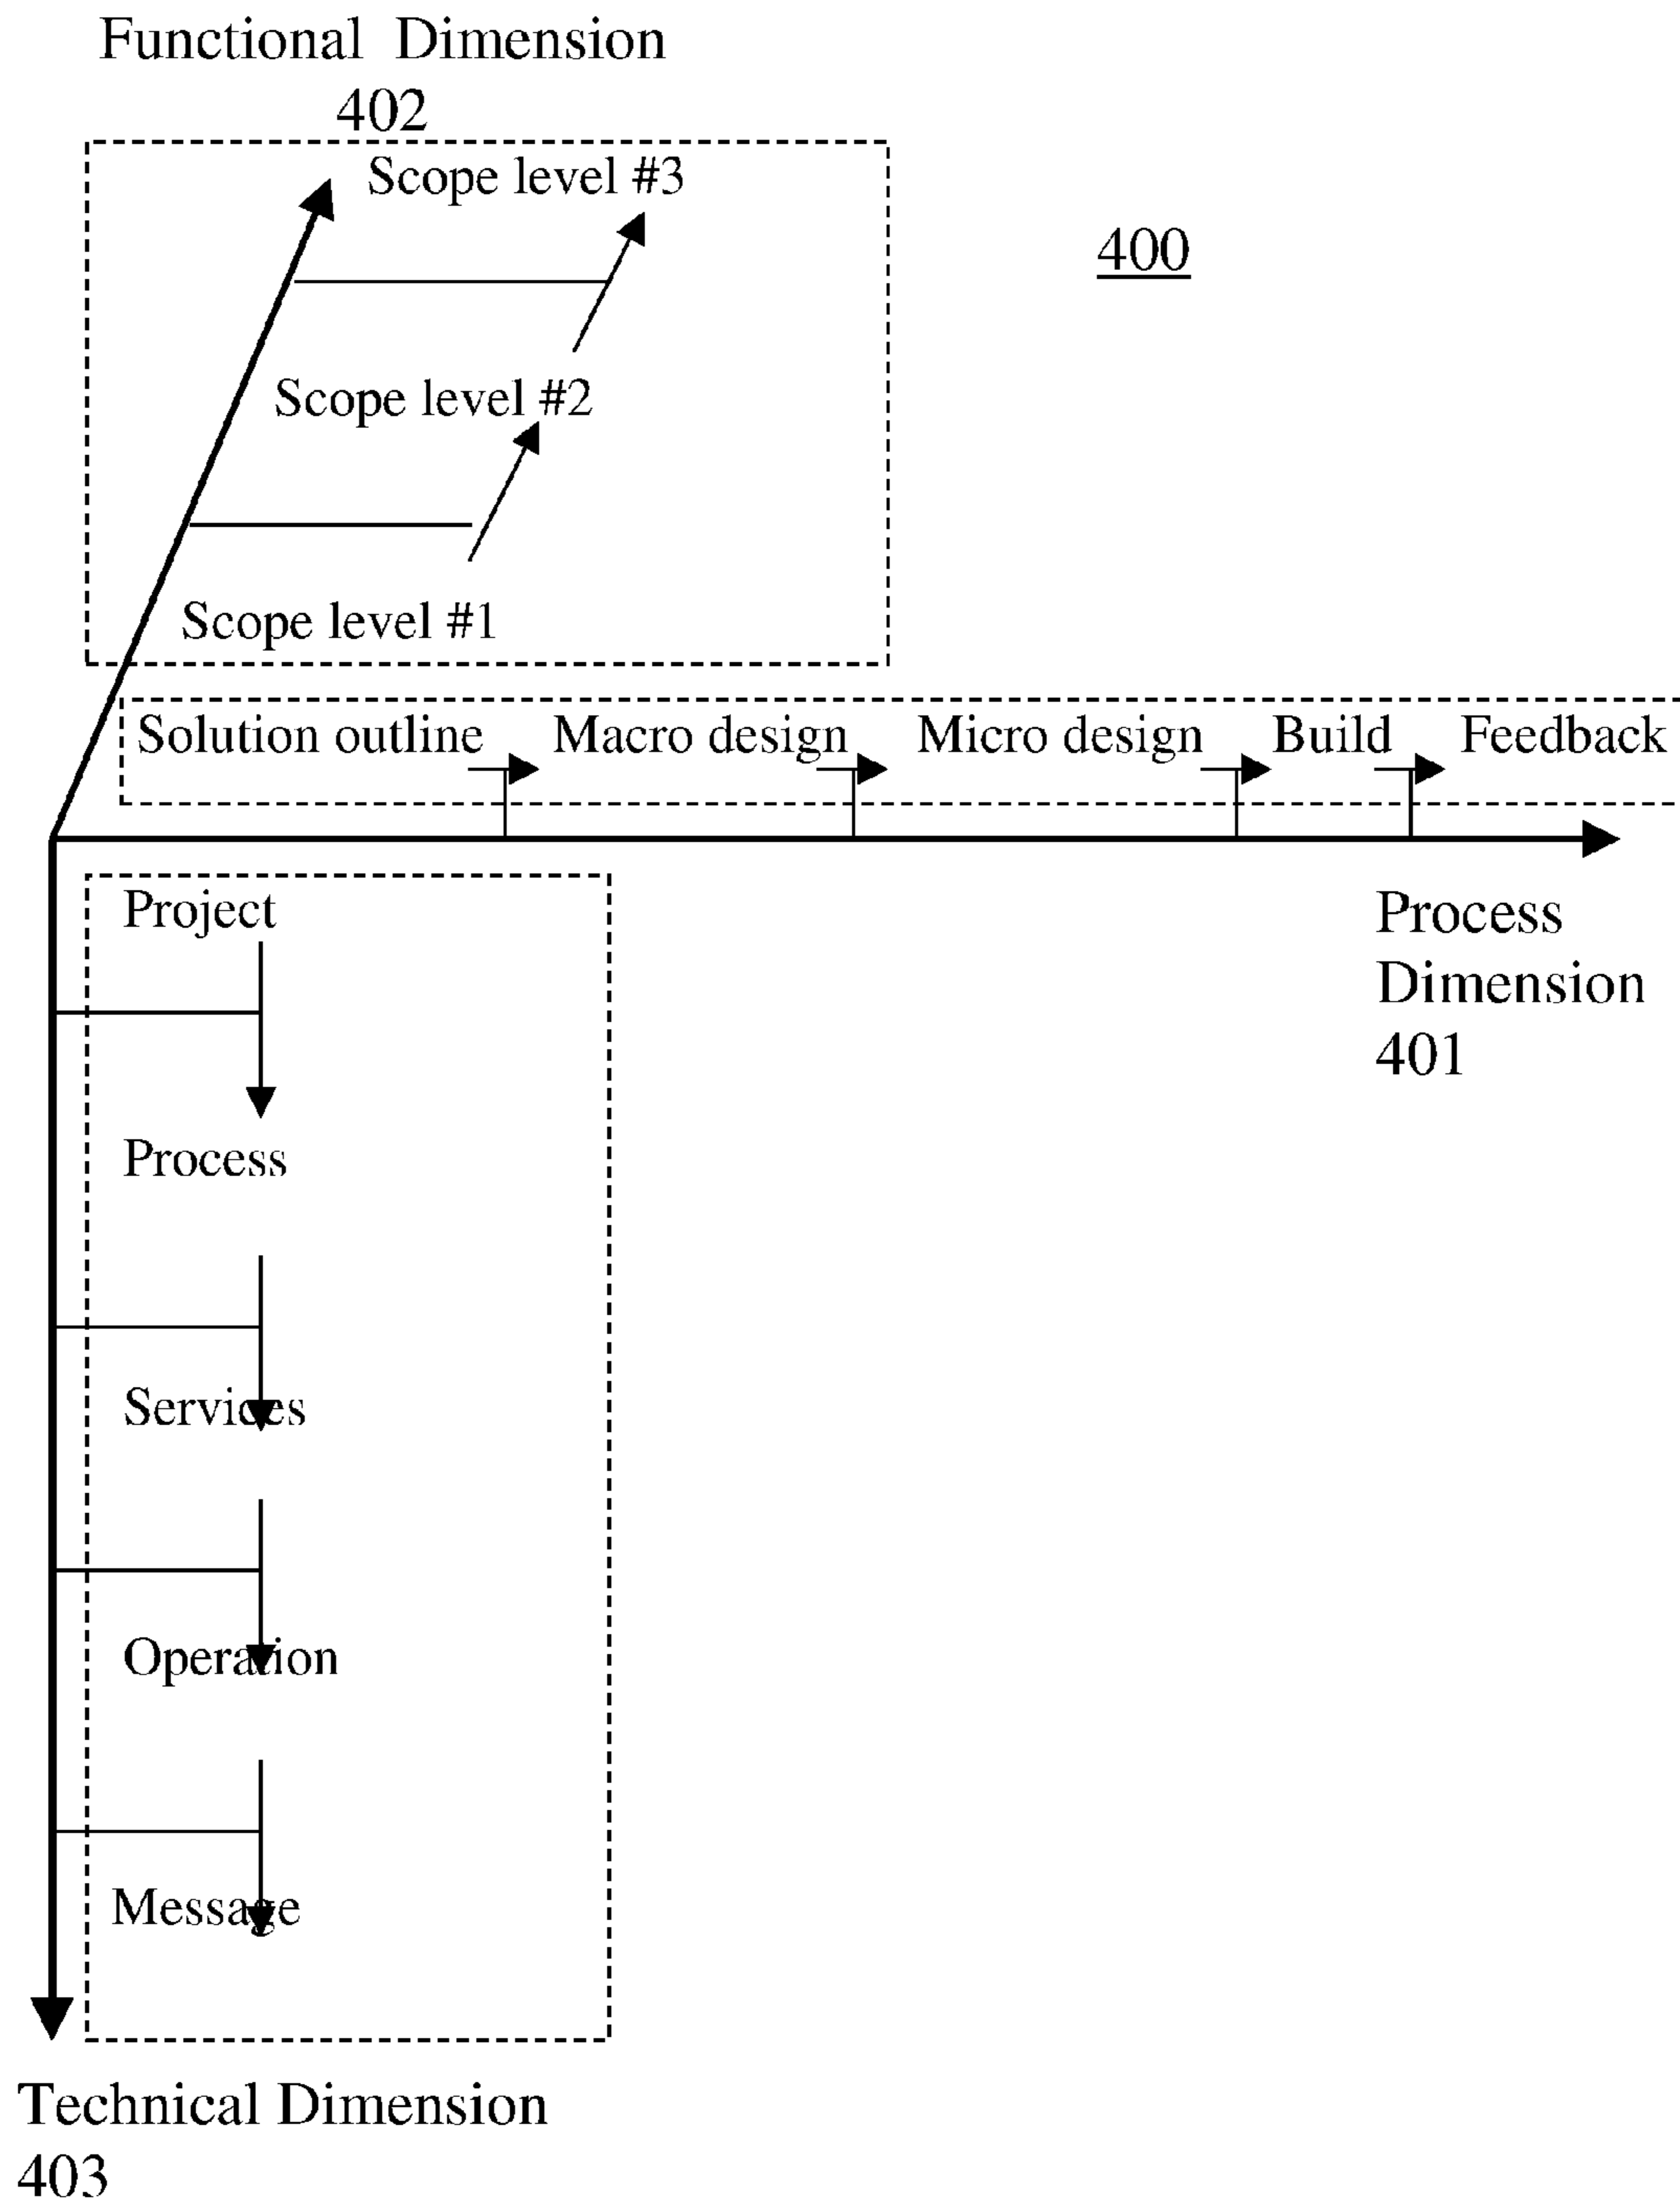 Functional Dimension
402
Scope level #3
400
Scope level #2
Scope level #1
Solution outline Macro design Micro design Build Feedback
Project
Process
Dimension
401
Process
Services
Operation
Message
Technical Dimension
403